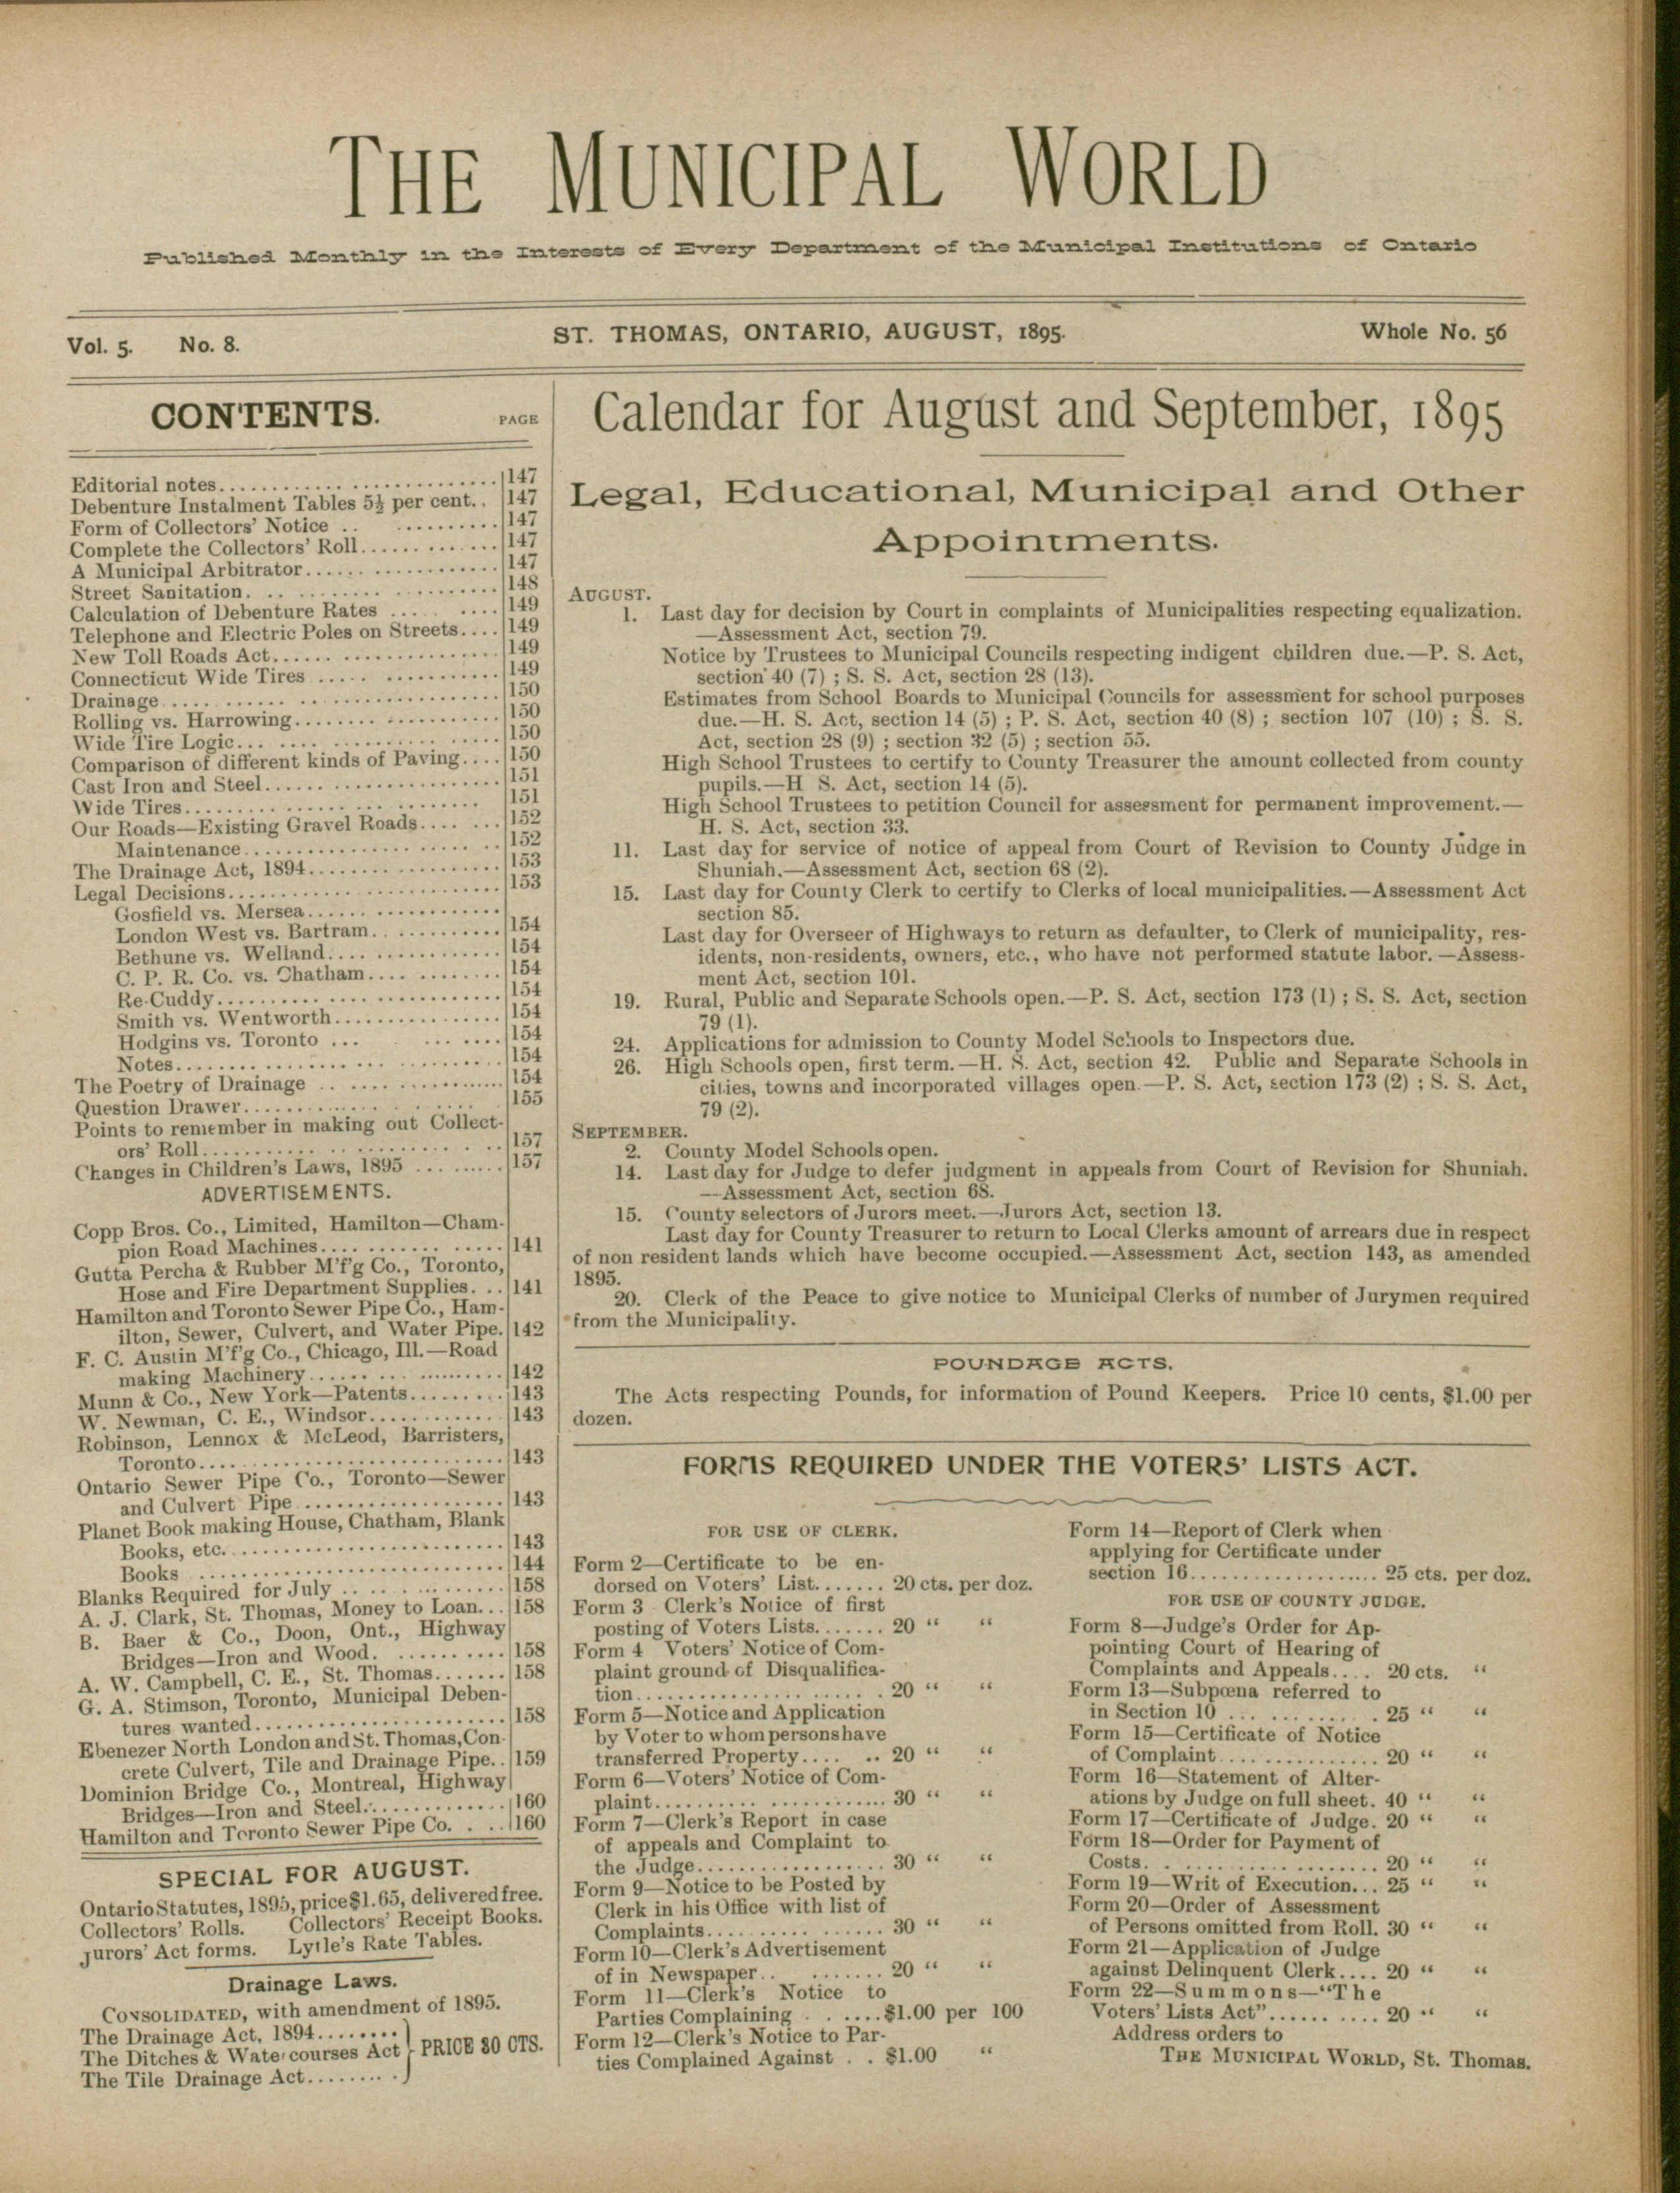 THE MUNICIPAL WORLD
Published Monthly in the Interests of Every Department of the Municipal Institutions of Ontario
Vol. 5. No. 8.
ST. THOMAS, ONTARIO, AUGUST, 1895.
Whole No. 56
CONTENTS.
PAGE
Editorial notes............ ............... 147
Debenture Instalment Tables 5½ per cent.. 147
Form of Collectors' Notice .. .......... 147
Complete the Collectors' Roll...... ....... 147
A Municipal Arbitrator...... ............ 147
Street Sanitation. .. ......... .......... 148
Calculation of Debenture Rates .... .... 149
Telephone and Electric Poles on Streets.... 149
New Toll Roads Act...... ............... 149
Connecticut Wide Tires ..... ........... 149
Drainage............ .................. 150
Rolling vs. Harrowing........ ........... 150
Wide Tire Logic... .... ............ ..... 150
Comparison of different kinds of Paving.... 150
Cast Iron and Steel...... ................ 151
Wide Tires......... ........ ... ........ 151
Our Roads—Existing Gravel Roads.... ... 152
Maintenance................ ..... .. 152
The Drainage Act, 1894........ .......... 153
Legal Decisions............ .............. 153
Gosfield vs. Mersea...... ............
London West vs. Bartram. . ........... 154
Bethune vs. Welland.... ............. 154
C. P. R. Co. vs. Chatham.... ......... 154
Re-Cuddy.......... .... ............ 154
Smith vs. Wentworth................ 154
Hodgins vs. Toronto ... ... .... 154
Notes........ .............. ......... 154
The Poetry of Drainage .. .... ........... 154
Question Drawer.............. . .... 155
Points to remember in making out Collect-
ors' Roll............ .. .......... . .. 157
Changes in Children's Laws, 1895 ... ...... 157
ADVERTISEMENTS.
Copp Bros. Co., Limited, Hamilton—Cham-
pion Road Machines.... ........... ..... 141
Gutta Percha & Rubber M'f'g Co., Toronto,
Hose and Fire Department Supplies. .. 141
Hamilton and Toronto Sewer Pipe Co., Ham-
ilton, Sewer, Culvert, and Water Pipe. 142
F. C. Austin M'f'g Co., Chicago, Ill.—Road
making Machinery...... ... .......... 142
Munn & Co., New York—Patents......... 143
W. Newman, C. E., Windsor............. 143
Robinson, Lennox & McLeod, Barristers,
Toronto.... ........................ 143
Ontario Sewer Pipe Co., Toronto—Sewer
and Culvert Pipe .................... 143
Planet Book making House, Chatham, Blank
Books, etc. .......................... 143
Books .............................. 144
Blanks Required for July .. .. . ......... 158
A. J. Clark, St. Thomas, Money to Loan... 158
B. Baer & Co., Doon, Ont., Highway
Bridges—Iron and Wood. ........... 158
A. W. Campbell, C. E., St. Thomas....... 158
G. A. Stimson, Toronto, Municipal Deben-
tures wanted........................ 158
Ebenezer North London and St. Thomas, Con-
crete Culvert, Tile and Drainage Pipe. . 159
Dominion Bridge Co., Montreal, Highway
Bridges—Iron and Steel.............. 160
Hamilton and Toronto Sewer Pipe Co. . .. 160
SPECIAL FOR AUGUST.
Ontario Statutes, 1895, price $1.65, delivered free.
Collectors' Rolls. Collectors' Receipt Books.
Jurors' Act forms. Lytle's Rate Tables.
Drainage Laws.
CONSOLIDATED, with amendment of 1895.
The Drainage Act, 1894........
The Ditches & Watercourses Act } PRICE 30 CTS.
The Tile Drainage Act........ .
Calendar for August and September, 1895
Legal, Educational, Municipal and Other
Appointments.
AUGUST.
1. Last day for decision by Court in complaints of Municipalities respecting equalization.
—Assessment Act, section 79.
Notice by Trustees to Municipal Councils respecting indigent children due.—P. S. Act,
section 40 (7) ; S. S. Act, section 28 (13).
Estimates from School Boards to Municipal Councils for assessment for school purposes
due.—H. S. Act, section 14 (5) ; P. S. Act, section 40 (8) ; section 107 (10) ; S. S.
Act, section 28 (9) ; section 32 (5) ; section 55.
High School Trustees to certify to County Treasurer the amount collected from county
pupils.—H S. Act, section 14 (5).
High School Trustees to petition Council for assessment for permanent improvement.—
H. S. Act, section 33.
11. Last day for service of notice of appeal from Court of Revision to County Judge in
Shuniah.—Assessment Act, section 68 (2).
15. Last day for County Clerk to certify to Clerks of local municipalities.—Assessment Act
section 85.
Last day for Overseer of Highways to return as defaulter, to Clerk of municipality, res-
idents, non-residents, owners, etc., who have not performed statute labor.—Assess-
ment Act, section 101.
19. Rural, Public and Separate Schools open.—P. S. Act, section 173 (1) ; S. S. Act, section
79 (1).
24. Applications for admission to County Model Schools to Inspectors due.
26. High Schools open, first term.—H. S. Act, section 42. Public and Separate Schools in
cities, towns and incorporated villages open.—P. S. Act, section 173 (2) ; S. S. Act,
79 (2).
SEPTEMBER.
2. County Model Schools open.
14. Last day for Judge to defer judgment in appeals from Court of Revision for Shuniah.
—Assessment Act, section 68.
15. County selectors of Jurors meet.—Jurors Act, section 13.
Last day for County Treasurer to return to Local Clerks amount of arrears due in respect
of non resident lands which have become occupied.—Assessment Act, section 143, as amended
1895.
20. Clerk of the Peace to give notice to Municipal Clerks of number of Jurymen required
from the Municipality.
POUNDAGE ACTS.
The Acts respecting Pounds, for information of Pound Keepers. Price 10 cents, $1.00 per
dozen.
FORMS REQUIRED UNDER THE VOTERS' LISTS ACT.
FOR USE OF CLERK.
Form 2—Certificate to be en-
dorsed on Voters' List....... 20 cts. per doz.
Form 3 Clerk's Notice of first
posting of Voters Lists....... 20 " "
Form 4 Voters' Notice of Com-
plaint ground of Disqualifica-
tion................. ..... . 20 " "
Form 5—Notice and Application
by Voter to whom persons have
transferred Property.... .. 20 " "
Form 6—Voters' Notice of Com-
plaint.......... ............ 30 " "
Form 7—Clerk's Report in case
of appeals and Complaint to
the Judge.................. 30 " "
Form 9—Notice to be Posted by
Clerk in his Office with list of
Complaints.......... ...... 30 " "
Form 10—Clerk's Advertisement
of in Newspaper.. ....... 20 " "
Form 11—Clerk's Notice to
Parties Complaining . . .....$1.00 per 100
Form 12—Clerk's Notice to Par-
ties Complained Against . . $1.00 "
Form 14—Report of Clerk when
applying for Certificate under
section 16.................. 25 cts. per doz.
FOR USE OF COUNTY JUDGE.
Form 8—Judge's Order for Ap-
pointing Court of Hearing of
Complaints and Appeals.... 20 cts. "
Form 13—Subpœna referred to
in Section 10 ... ........... 25 " "
Form 15—Certificate of Notice
of Complaint............... 20 " "
Form 16—Statement of Alter-
ations by Judge on full sheet. 40 " "
Form 17—Certificate of Judge. 20 " "
Form 18—Order for Payment of
Costs. . ................... 20 " "
Form 19—Writ of Execution... 25 " "
Form 20—Order of Assessment
of Persons omitted from Roll. 30 " "
Form 21—Application of Judge
against Delinquent Clerk.... 20 " "
Form 22—Summons—"The
Voters' Lists Act"...... .... 20 " "
Address orders to
THE MUNICIPAL WORLD, St. Thomas.